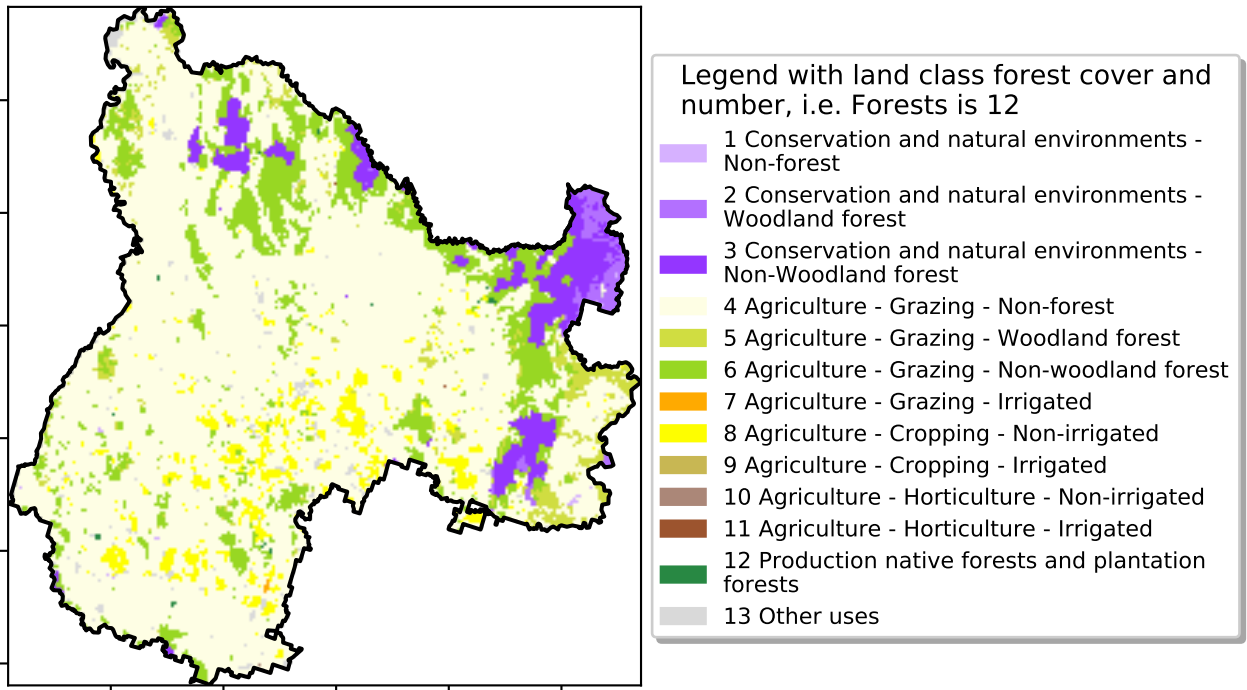 Legend with land class forest cover and
number, i.e. Forests is 12
1 Conservation and natural environments -
Non-forest
2 Conservation and natural environments -
Woodland forest
3 Conservation and natural environments -
Non-Woodland forest
4 Agriculture - Grazing - Non-forest
5 Agriculture - Grazing - Woodland forest
6 Agriculture - Grazing - Non-woodland forest
7 Agriculture - Grazing - Irrigated
8 Agriculture - Cropping - Non-irrigated
9 Agriculture - Cropping - Irrigated
10 Agriculture - Horticulture - Non-irrigated
11 Agriculture - Horticulture - Irrigated
12 Production native forests and plantation
forests
13 Other uses